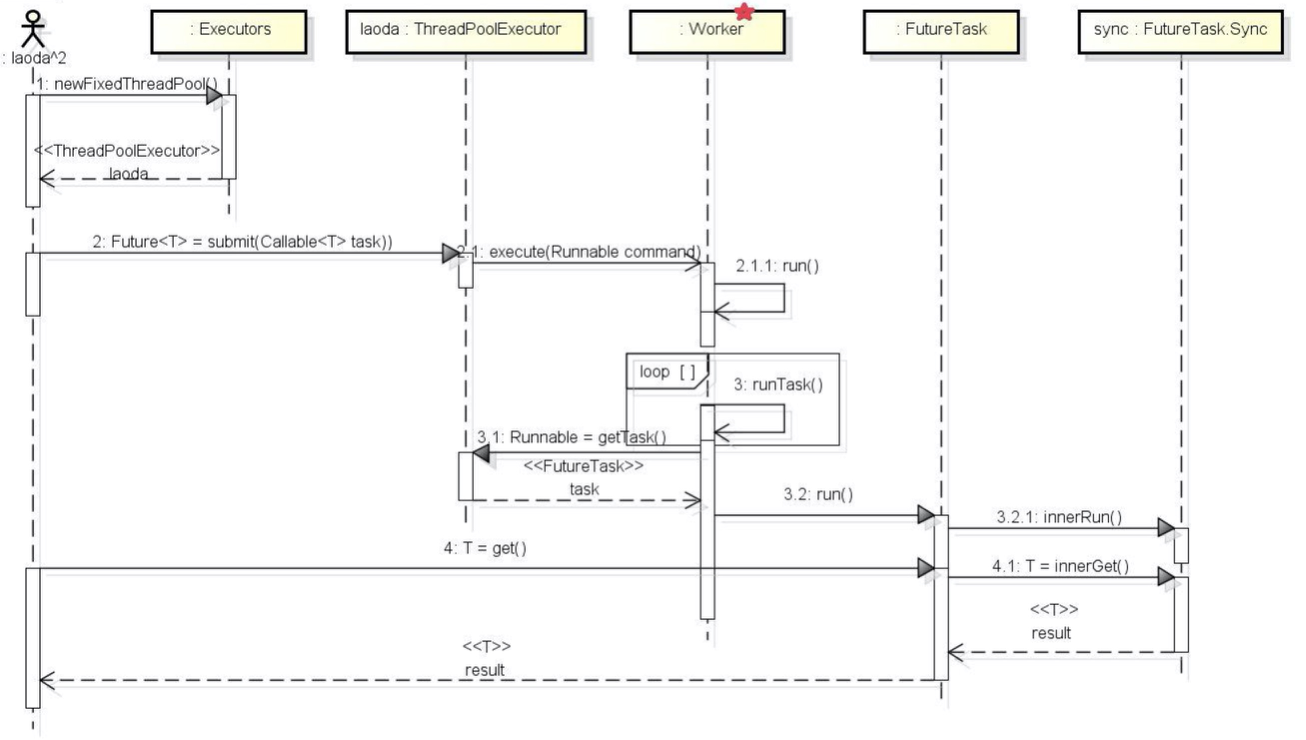 : Executors
laoda : ThreadPoolExecutor
: Worker
: FutureTask
sync : FutureTask.Sync
: laoda^2
1: newFixedThreadPool()
<<ThreadPoolExecutor>>
laoda
2: Future<T> = submit(Callable<T> task))
2.1: execute(Runnable command)
2.1.1: run()
loop [ ]
3: runTask()
3.1: Runnable = getTask()
<<FutureTask>>
task
3.2: run()
3.2.1: innerRun()
4: T = get()
4.1: T = innerGet()
<<T>>
result
<<T>>
result